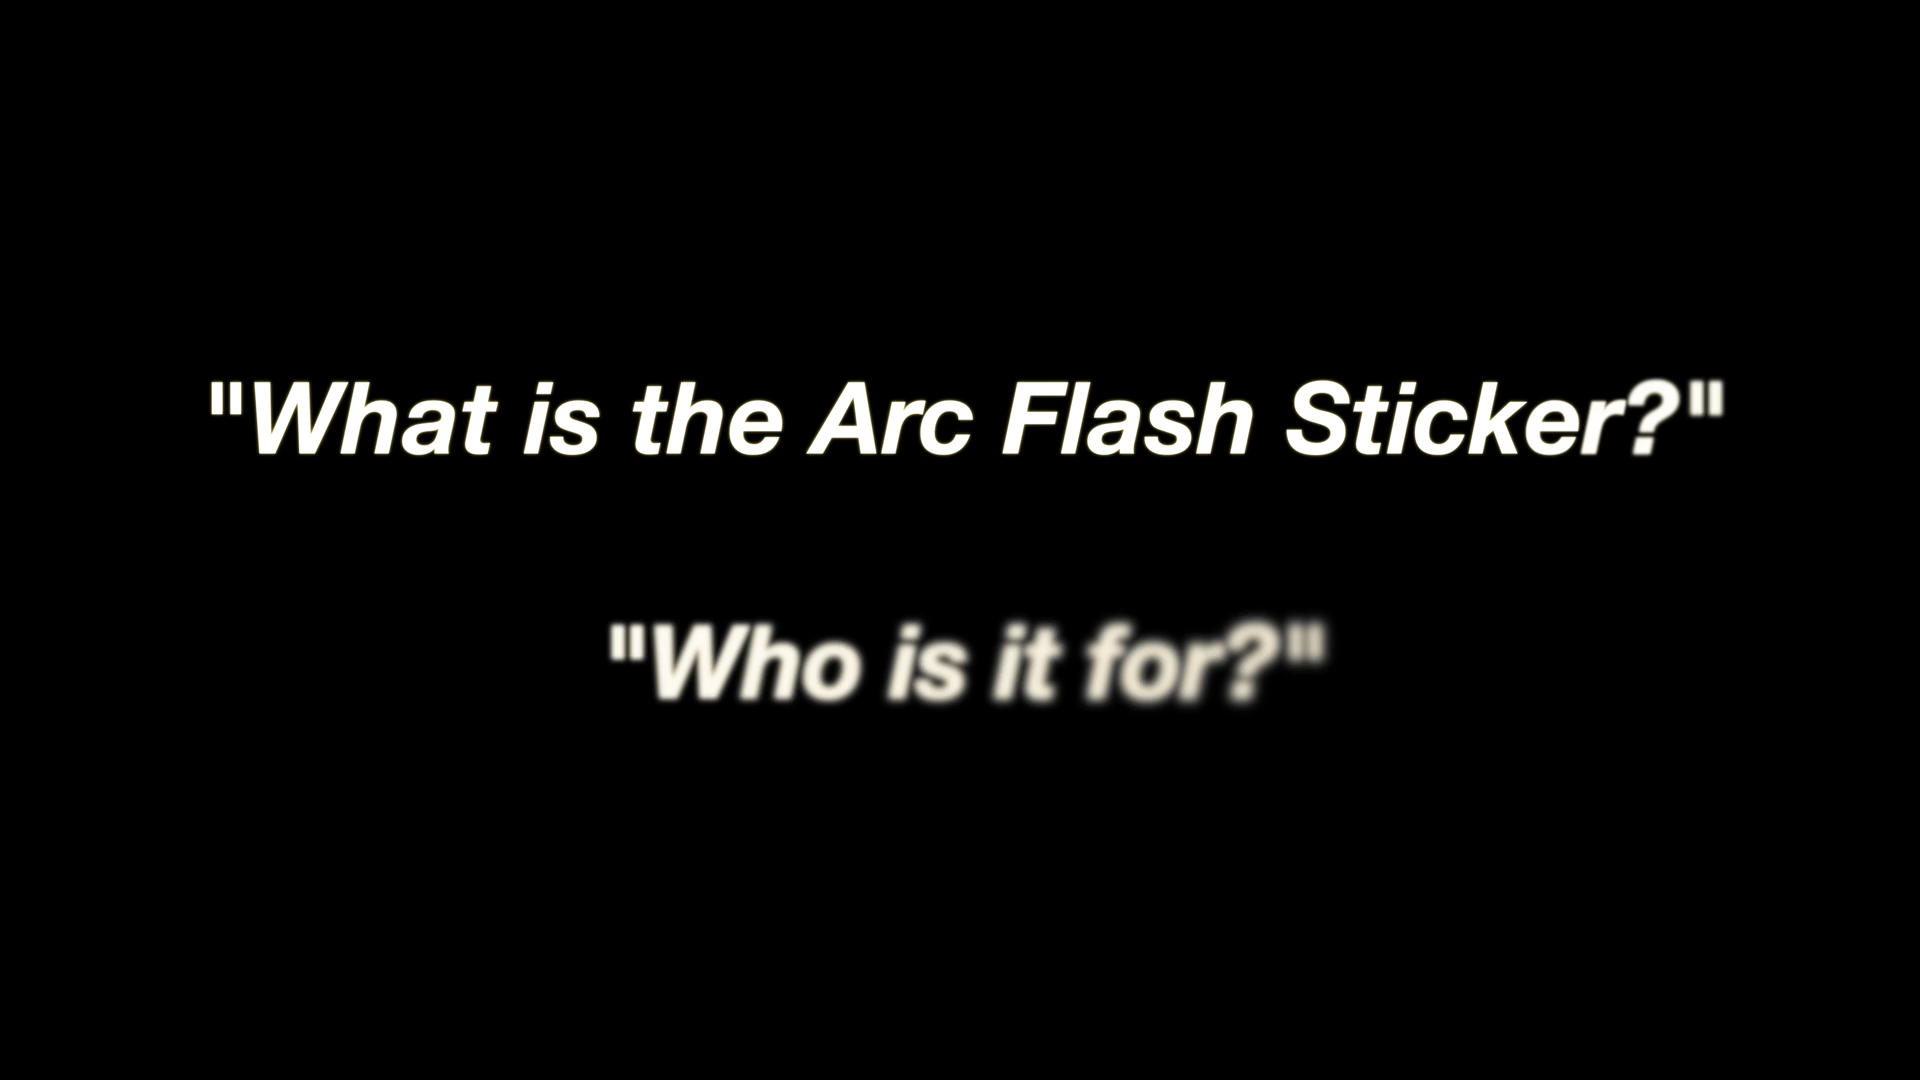 "What is the Arc Flash Sticker?"
"Who is it for?"